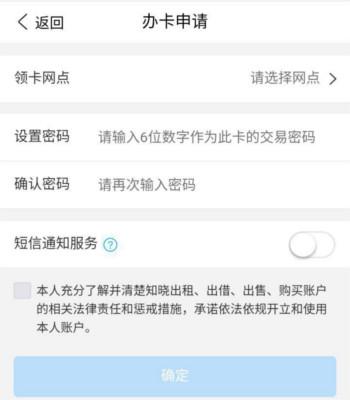 返回 办卡申请
领卡网点 请选择网点
设置密码 请输入6位数字作为此卡的交易密码
确认密码 请再次输入密码
短信通知服务 ?
本人充分了解并清楚知晓出租、出借、出售、购买账户
的相关法律责任和惩戒措施，承诺依法依规开立和使用
本人账户。
确定